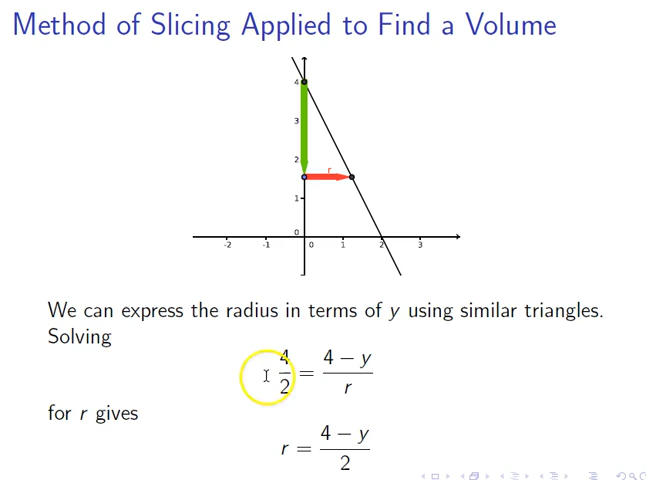 Method of Slicing Applied to Find a Volume
4
3
2
r
1
0
-2 -1 0 1 2 3
We can express the radius in terms of y using similar triangles.
Solving
4/2 = (4 − y)/r
for r gives
r = (4 − y)/2